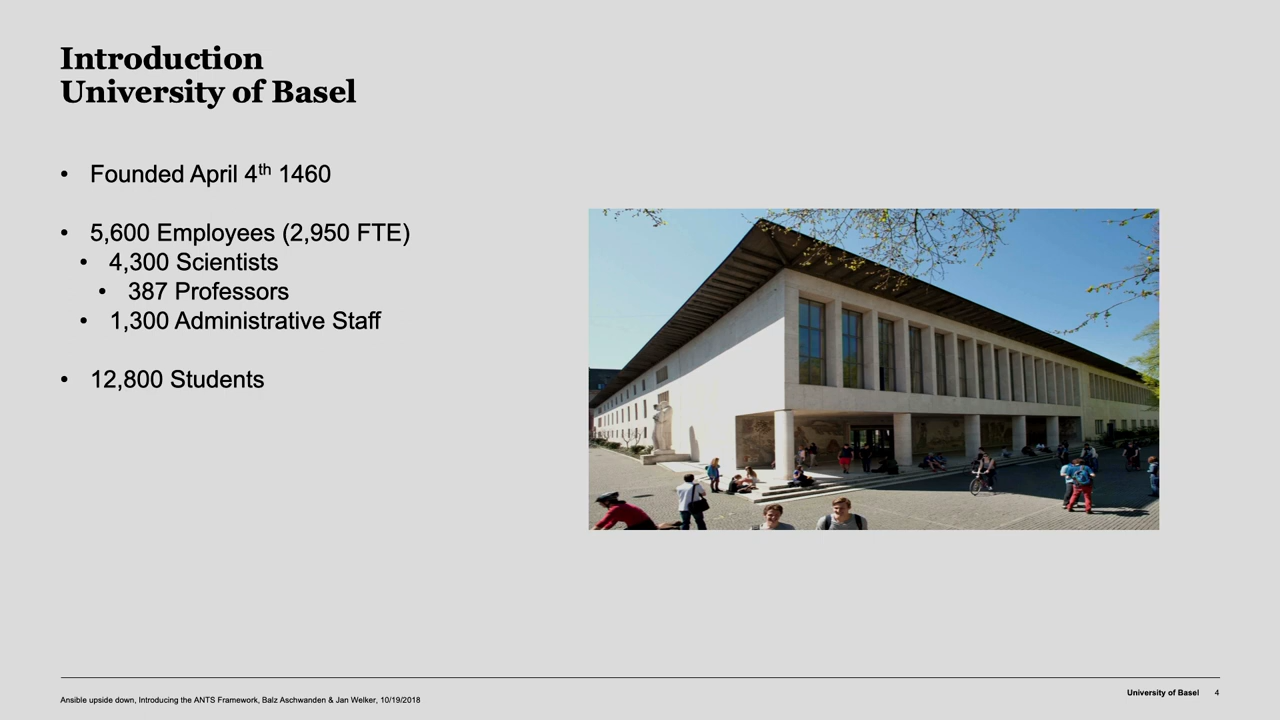 Introduction
University of Basel
• Founded April 4th 1460
• 5,600 Employees (2,950 FTE)
• 4,300 Scientists
• 387 Professors
• 1,300 Administrative Staff
• 12,800 Students
Ansible upside down, Introducing the ANTS Framework, Balz Aschwanden & Jan Welker, 10/19/2018
University of Basel 4